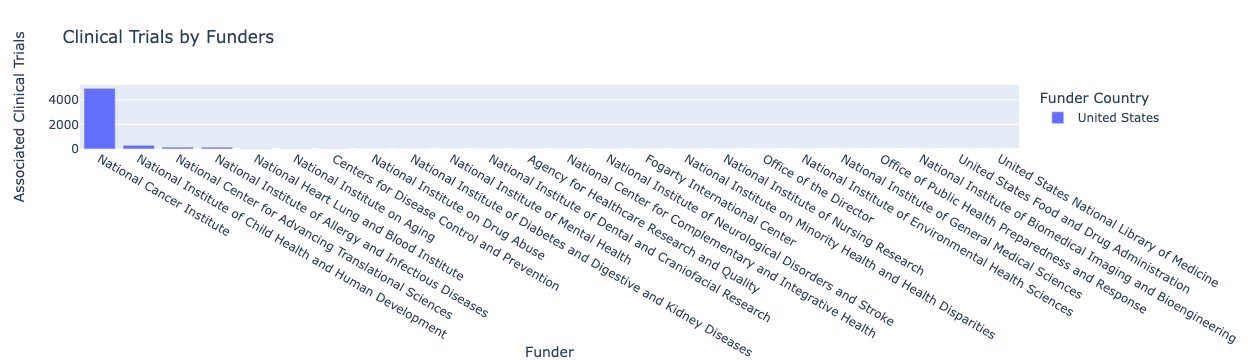 Clinical Trials by Funders
Associated Clinical Trials
4000
2000
0
Funder Country
United States
National Cancer Institute
National Institute of Child Health and Human Development
National Center for Advancing Translational Sciences
National Institute of Allergy and Infectious Diseases
National Heart Lung and Blood Institute
National Institute on Aging
Centers for Disease Control and Prevention
National Institute on Drug Abuse
National Institute of Diabetes and Digestive and Kidney Diseases
National Institute of Mental Health
National Institute of Dental and Craniofacial Research
Agency for Healthcare Research and Quality
National Center for Complementary and Integrative Health
National Institute of Neurological Disorders and Stroke
Fogarty International Center
National Institute on Minority Health and Health Disparities
National Institute of Nursing Research
Office of the Director
National Institute of Environmental Health Sciences
National Institute of General Medical Sciences
Office of Public Health Preparedness and Response
National Institute of Biomedical Imaging and Bioengineering
United States Food and Drug Administration
United States National Library of Medicine
Funder